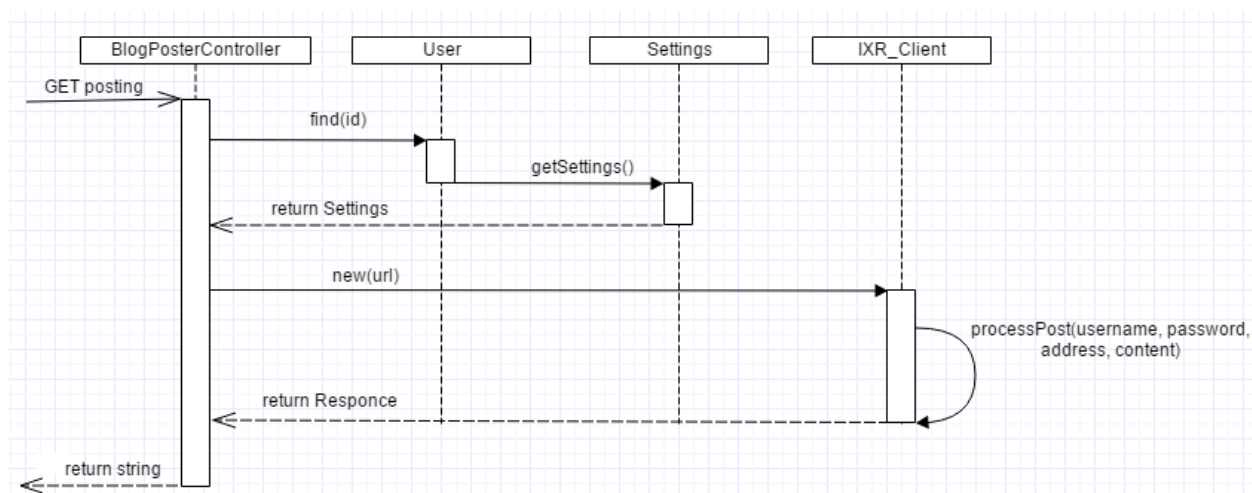 BlogPosterController
User
Settings
IXR_Client
GET posting
find(id)
getSettings()
return Settings
new(url)
processPost(username, password,
address, content)
return Responce
return string